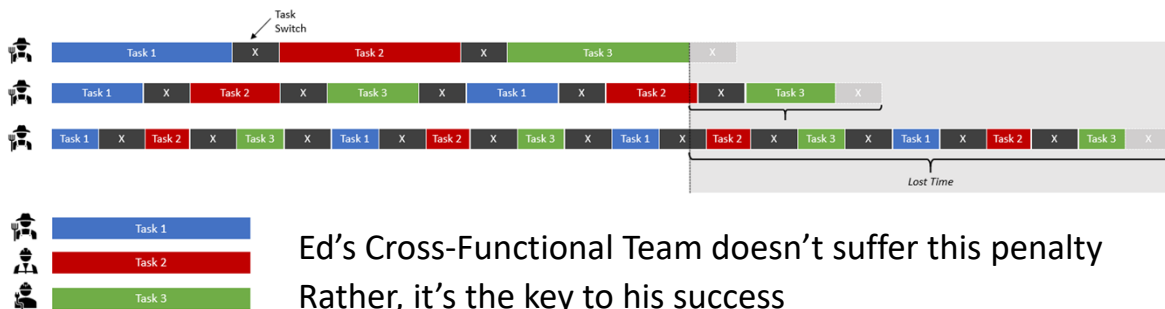 Task
Switch
Task 1 X Task 2 X Task 3 X
Task 1 X Task 2 X Task 3 X Task 1 X Task 2 X Task 3 X
Task 1 X Task 2 X Task 3 X Task 1 X Task 2 X Task 3 X Task 1 X Task 2 X Task 3 X Task 1 X Task 2 X Task 3 X
Lost Time
Task 1
Task 2
Task 3
Ed's Cross-Functional Team doesn't suffer this penalty
Rather, it's the key to his success